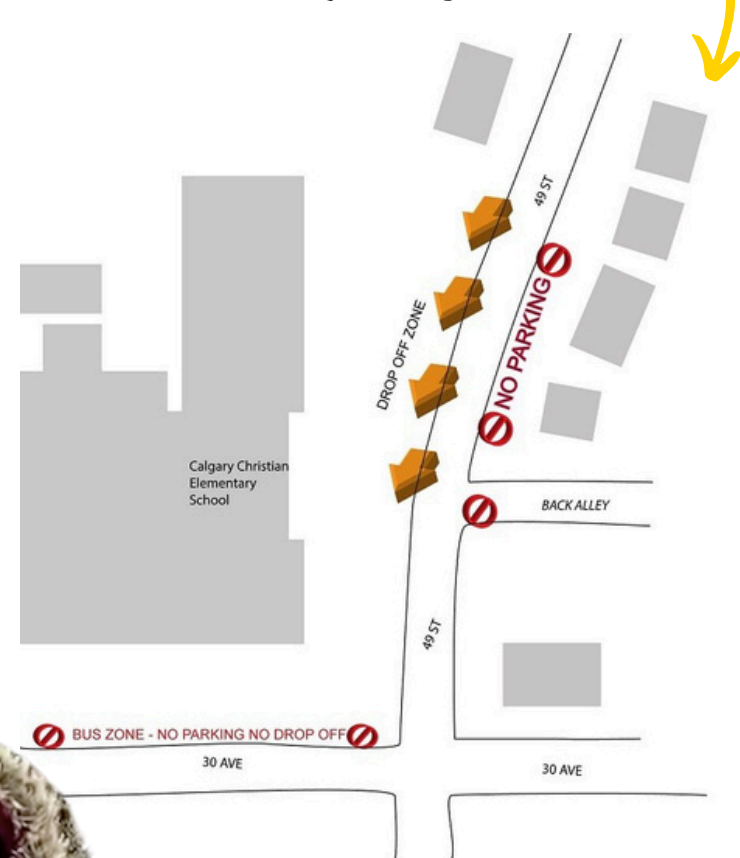 49 ST
NO PARKING
DROP OFF ZONE
Calgary Christian
Elementary
School
BACK ALLEY
49 ST
BUS ZONE - NO PARKING NO DROP OFF
30 AVE
30 AVE